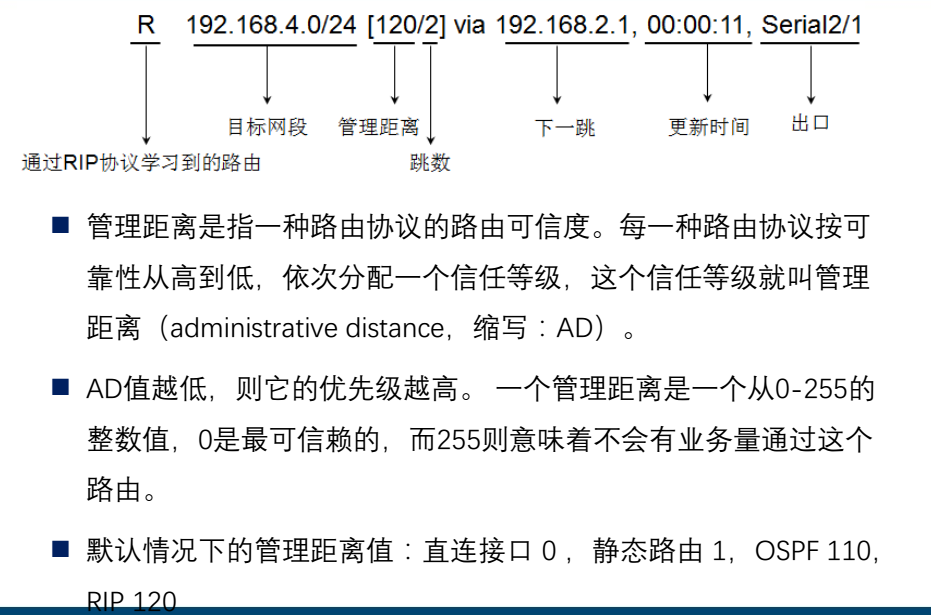 R 192.168.4.0/24 [120/2] via 192.168.2.1, 00:00:11, Serial2/1
目标网段 管理距离 下一跳 更新时间 出口
通过RIP协议学习到的路由 跳数
管理距离是指一种路由协议的路由可信度。每一种路由协议按可
靠性从高到低，依次分配一个信任等级，这个信任等级就叫管理
距离（administrative distance，缩写：AD）。
AD值越低，则它的优先级越高。 一个管理距离是一个从0-255的
整数值，0是最可信赖的，而255则意味着不会有业务量通过这个
路由。
默认情况下的管理距离值：直连接口 0 ，静态路由 1，OSPF 110，
RIP 120